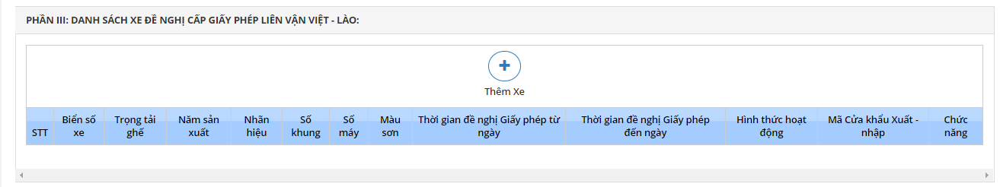 PHẦN III: DANH SÁCH XE ĐỀ NGHỊ CẤP GIẤY PHÉP LIÊN VẬN VIỆT - LÀO:
Thêm Xe
STT
Biển số
xe
Trọng tải
ghế
Năm sản
xuất
Nhãn
hiệu
Số
khung
Số
máy
Màu
sơn
Thời gian đề nghị Giấy phép từ
ngày
Thời gian đề nghị Giấy phép
đến ngày
Hình thức hoạt
động
Mã Cửa khẩu Xuất -
nhập
Chức
năng